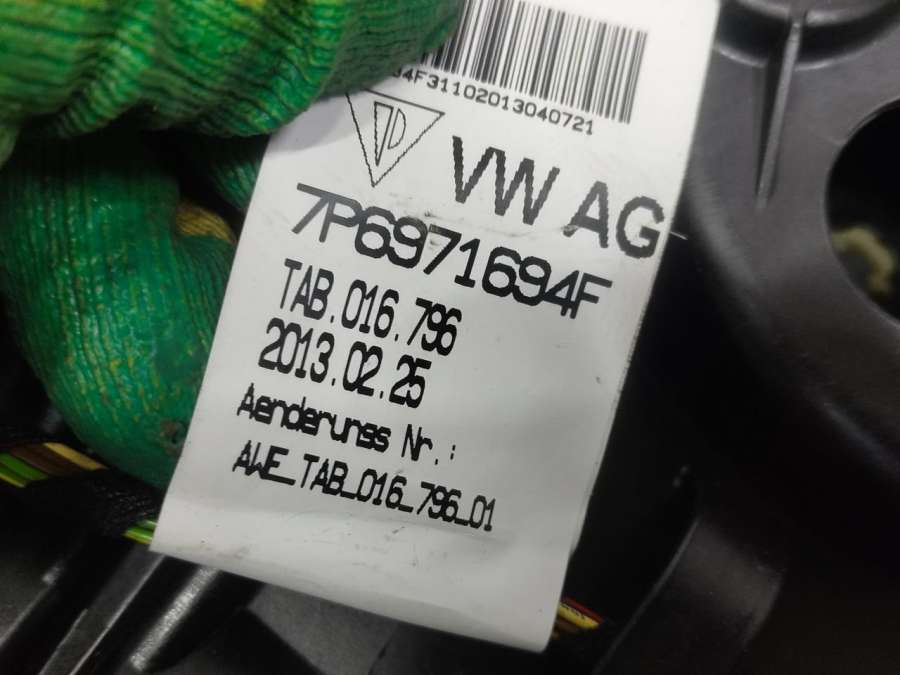 4F31102013040721
VW AG
7P6971694F
TAB.016.796
2013.02.25
Aenderungs Nr.:
AWE_TAB_016_796_01